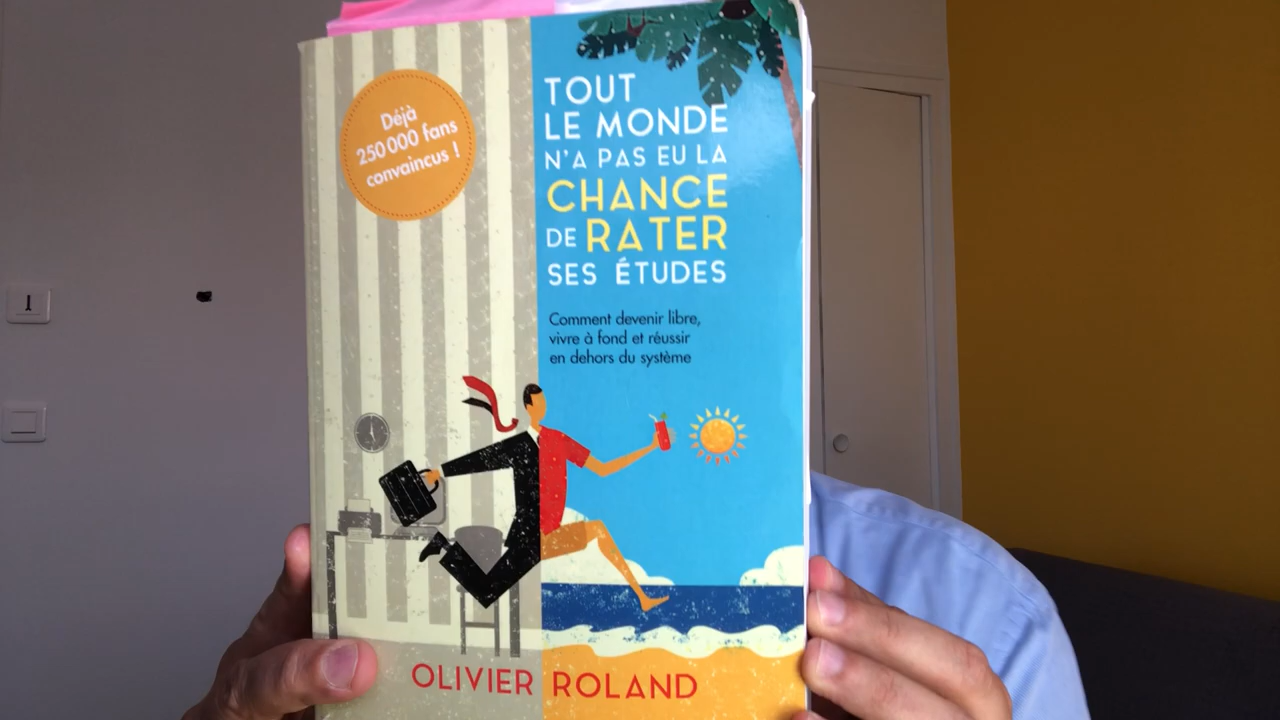 Déjà
250 000 fans
convaincus !
TOUT
LE MONDE
N'A PAS EU LA
CHANCE
DE RATER
SES ÉTUDES
Comment devenir libre,
vivre à fond et réussir
en dehors du système
OLIVIER ROLAND